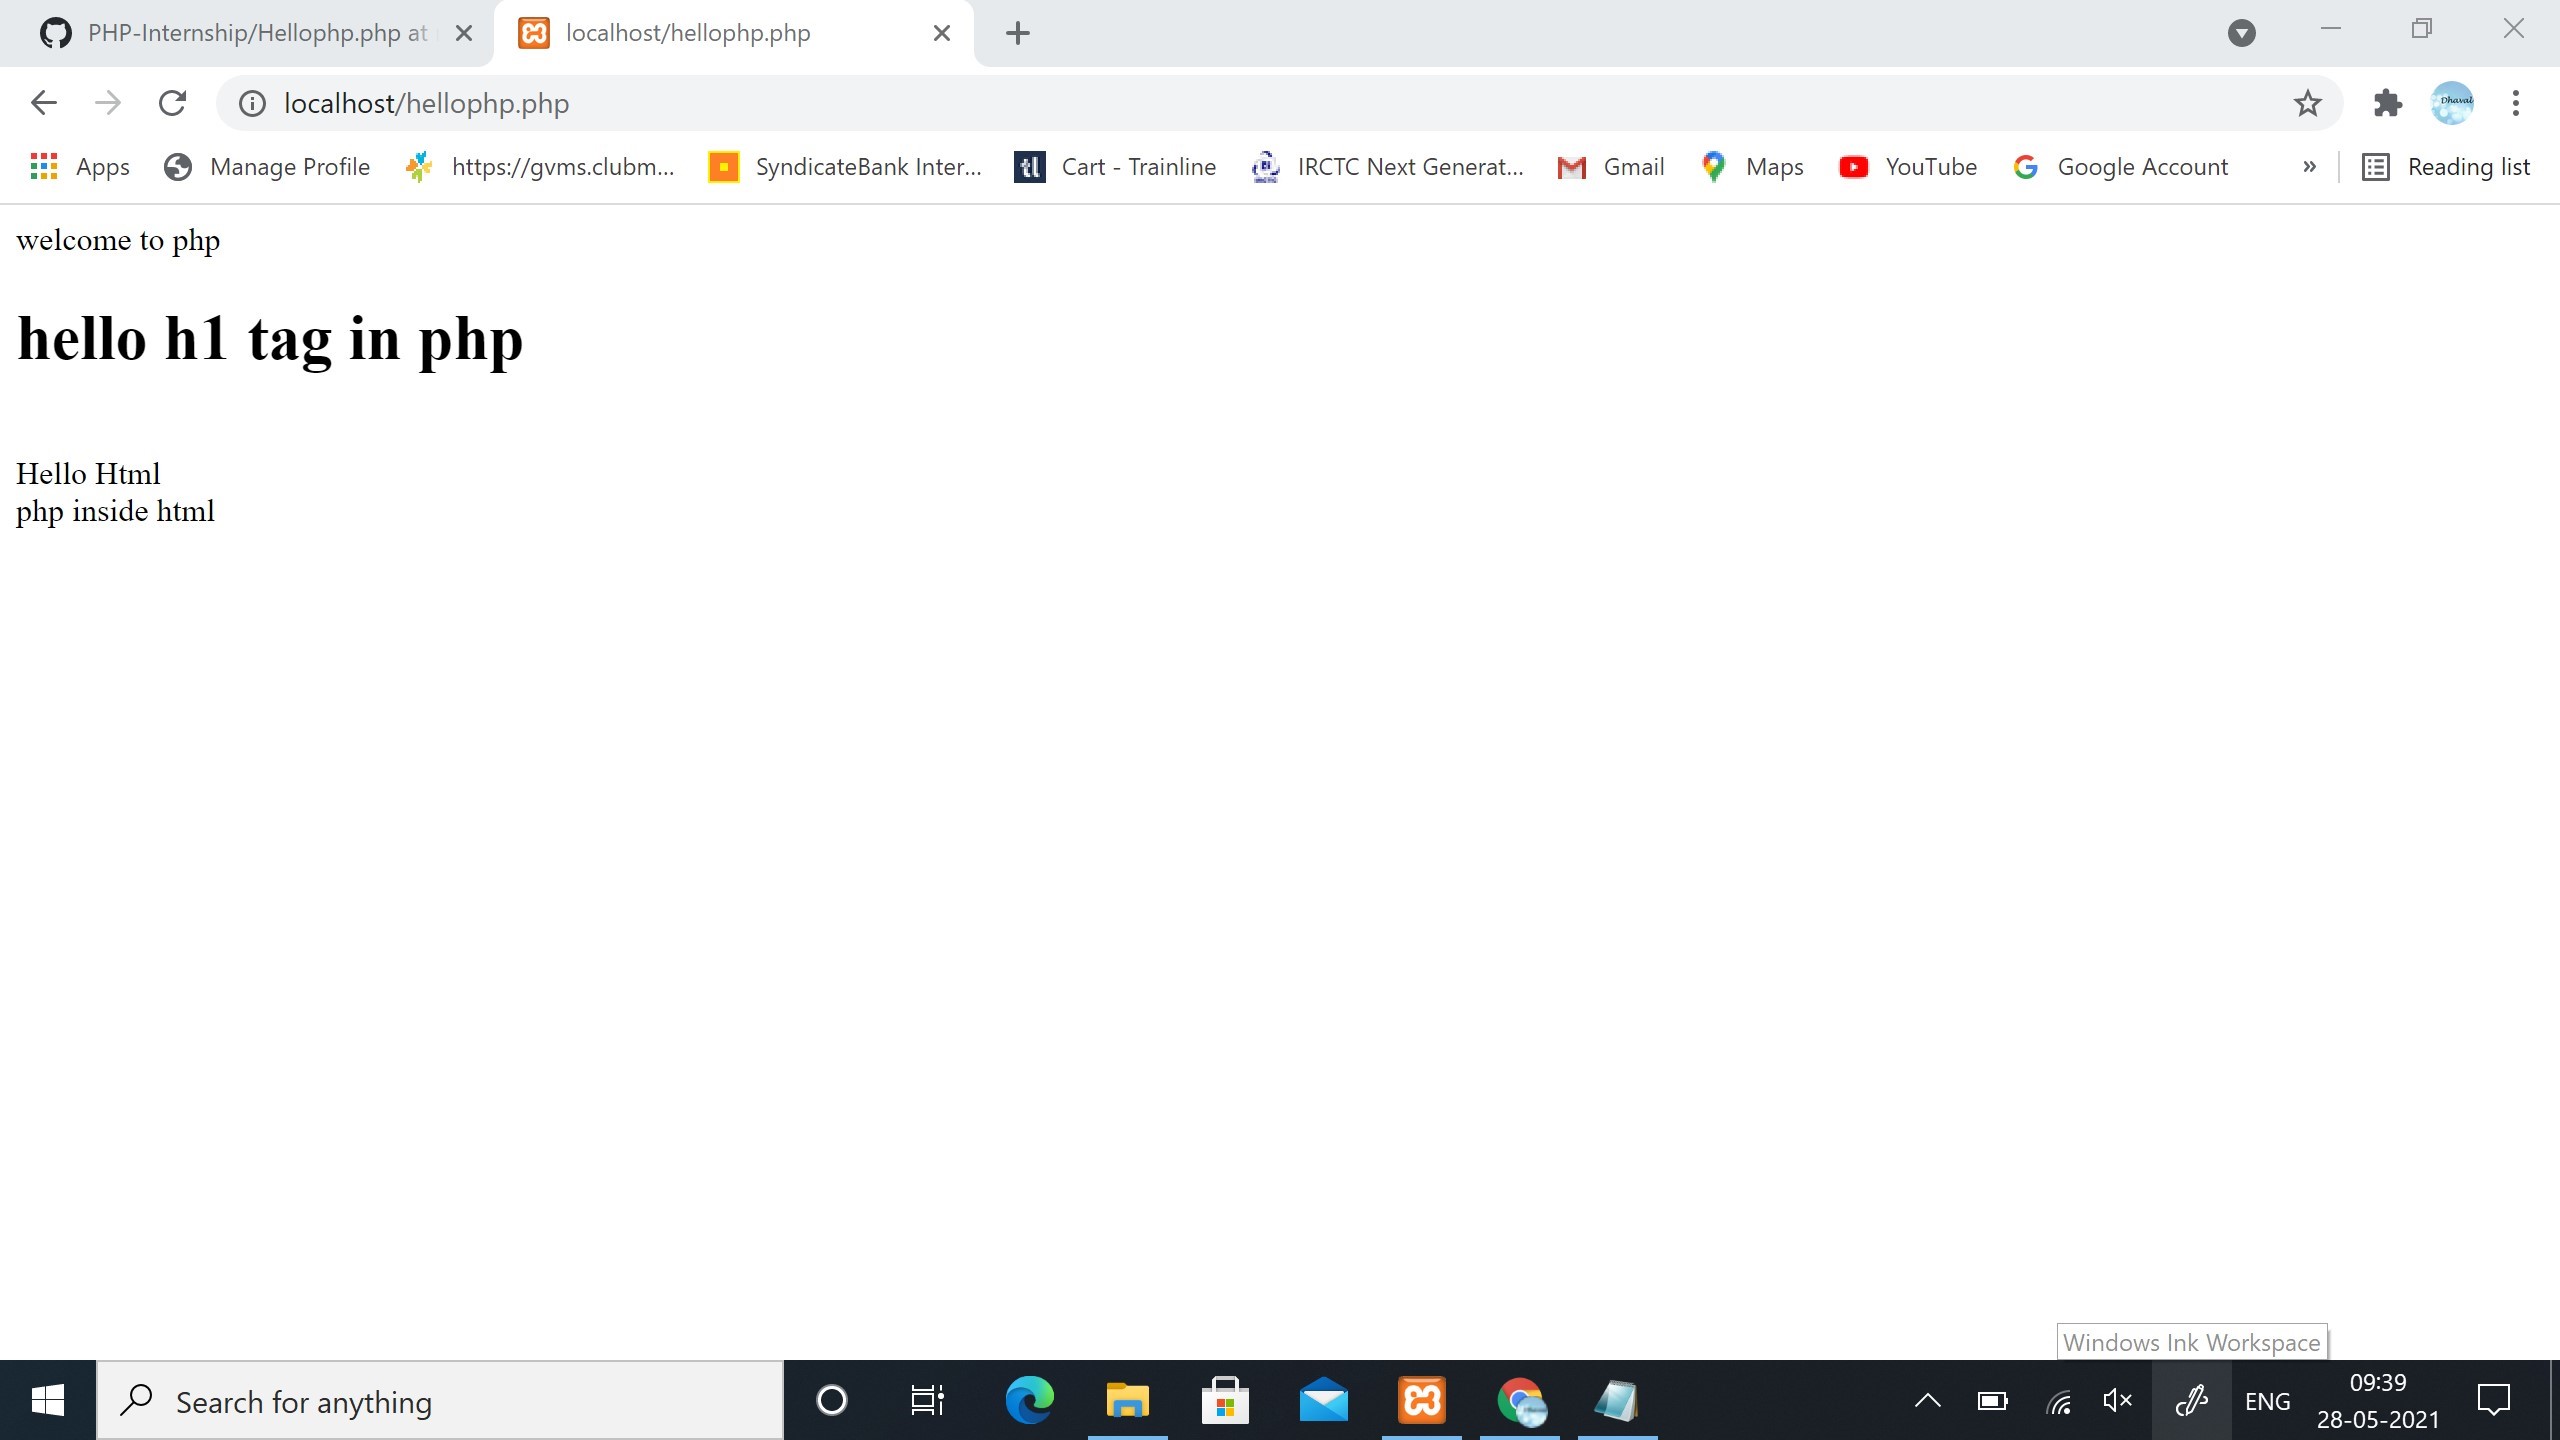 PHP-Internship/Hellophp.php at
localhost/hellophp.php
localhost/hellophp.php
Dhaval
Apps
Manage Profile
https://gvms.clubm...
SyndicateBank Inter...
tl
Cart - Trainline
IRCTC Next Generat...
Gmail
Maps
YouTube
Google Account
»
Reading list
welcome to php
hello h1 tag in php
Hello Html
php inside html
Windows Ink Workspace
Search for anything
ENG
09:39
28-05-2021